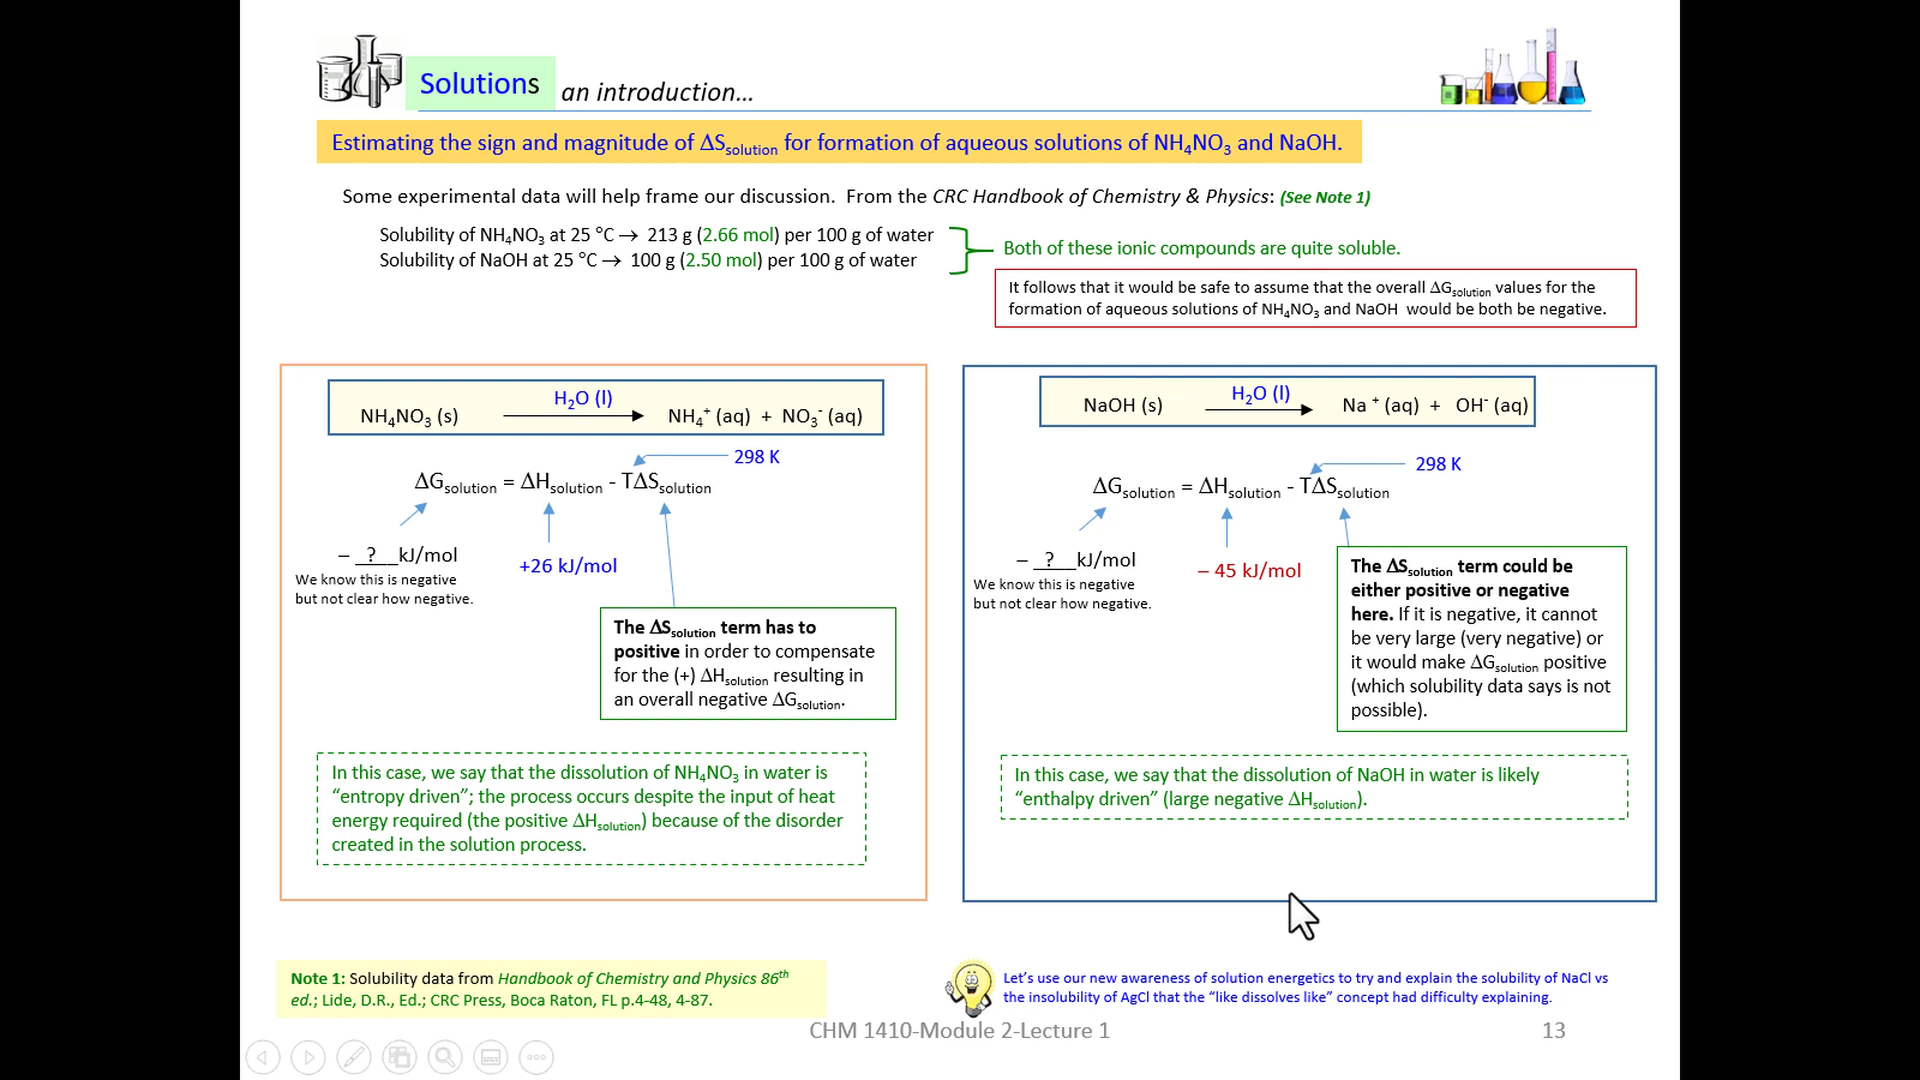 Solutions an introduction…
Estimating the sign and magnitude of ΔSsolution for formation of aqueous solutions of NH4NO3 and NaOH.
Some experimental data will help frame our discussion. From the CRC Handbook of Chemistry & Physics: (See Note 1)
Solubility of NH4NO3 at 25 °C → 213 g (2.66 mol) per 100 g of water
Solubility of NaOH at 25 °C → 100 g (2.50 mol) per 100 g of water
Both of these ionic compounds are quite soluble.
It follows that it would be safe to assume that the overall ΔGsolution values for the
formation of aqueous solutions of NH4NO3 and NaOH would be both be negative.
H2O (l)
NH4NO3 (s) NH4+ (aq) + NO3- (aq)
298 K
ΔGsolution = ΔHsolution - TΔSsolution
– _?__kJ/mol
We know this is negative
but not clear how negative.
+26 kJ/mol
The ΔSsolution term has to
positive in order to compensate
for the (+) ΔHsolution resulting in
an overall negative ΔGsolution.
In this case, we say that the dissolution of NH4NO3 in water is
“entropy driven”; the process occurs despite the input of heat
energy required (the positive ΔHsolution) because of the disorder
created in the solution process.
H2O (l)
NaOH (s) Na + (aq) + OH- (aq)
298 K
ΔGsolution = ΔHsolution - TΔSsolution
– _?__kJ/mol
We know this is negative
but not clear how negative.
– 45 kJ/mol
The ΔSsolution term could be
either positive or negative
here. If it is negative, it cannot
be very large (very negative) or
it would make ΔGsolution positive
(which solubility data says is not
possible).
In this case, we say that the dissolution of NaOH in water is likely
“enthalpy driven” (large negative ΔHsolution).
Note 1: Solubility data from Handbook of Chemistry and Physics 86th
ed.; Lide, D.R., Ed.; CRC Press, Boca Raton, FL p.4-48, 4-87.
Let’s use our new awareness of solution energetics to try and explain the solubility of NaCl vs
the insolubility of AgCl that the “like dissolves like” concept had difficulty explaining.
CHM 1410-Module 2-Lecture 1
13